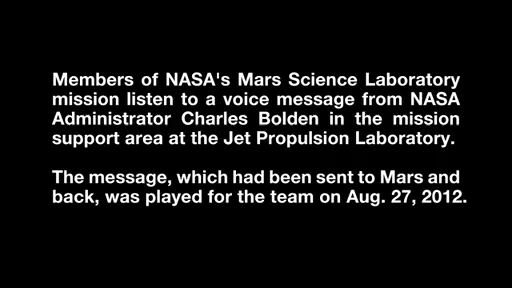 Members of NASA's Mars Science Laboratory
mission listen to a voice message from NASA
Administrator Charles Bolden in the mission
support area at the Jet Propulsion Laboratory.
The message, which had been sent to Mars and
back, was played for the team on Aug. 27, 2012.